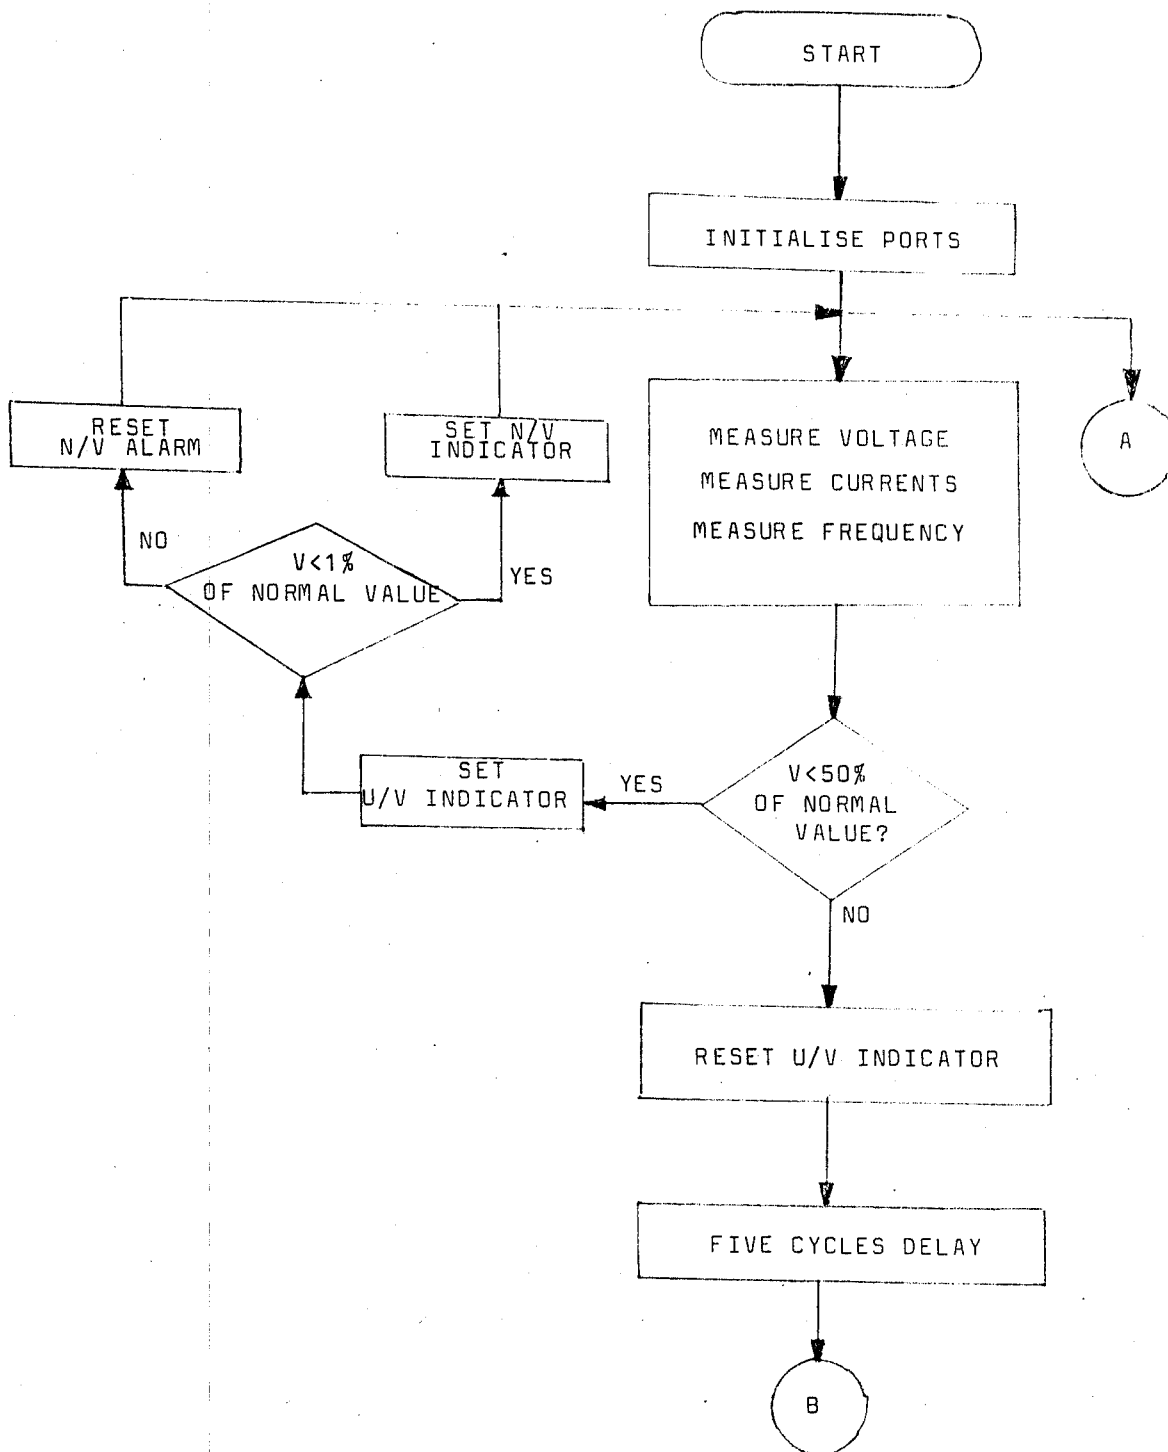 START
INITIALISE PORTS
RESET
N/V ALARM
SET N/V
INDICATOR
MEASURE VOLTAGE
MEASURE CURRENTS
MEASURE FREQUENCY
A
NO
V<1%
OF NORMAL VALUE
YES
SET
U/V INDICATOR
YES
V<50%
OF NORMAL
VALUE?
NO
RESET U/V INDICATOR
FIVE CYCLES DELAY
B